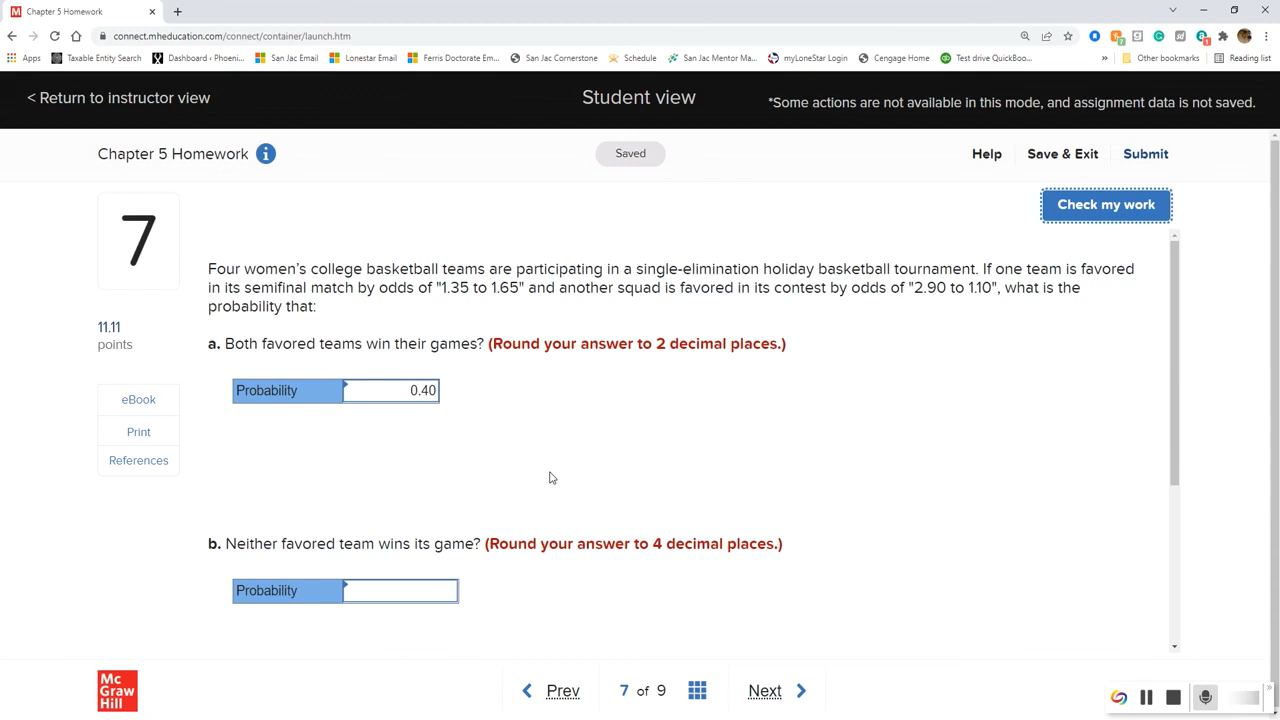 Chapter 5 Homework
connect.mheducation.com/connect/container/launch.htm
Apps Taxable Entity Search Dashboard ‹ Phoeni... San Jac Email Lonestar Email Ferris Doctorate Em... San Jac Cornerstone Schedule San Jac Mentor Ma... myLoneStar Login Cengage Home Test drive QuickBoo... » Other bookmarks Reading list
< Return to instructor view
Student view
*Some actions are not available in this mode, and assignment data is not saved.
Chapter 5 Homework
Saved
Help Save & Exit Submit
7
Check my work
Four women's college basketball teams are participating in a single-elimination holiday basketball tournament. If one team is favored
in its semifinal match by odds of "1.35 to 1.65" and another squad is favored in its contest by odds of "2.90 to 1.10", what is the
probability that:
11.11
points
a. Both favored teams win their games? (Round your answer to 2 decimal places.)
Probability 0.40
eBook
Print
References
b. Neither favored team wins its game? (Round your answer to 4 decimal places.)
Probability
Mc
Graw
Hill
Prev 7 of 9 Next